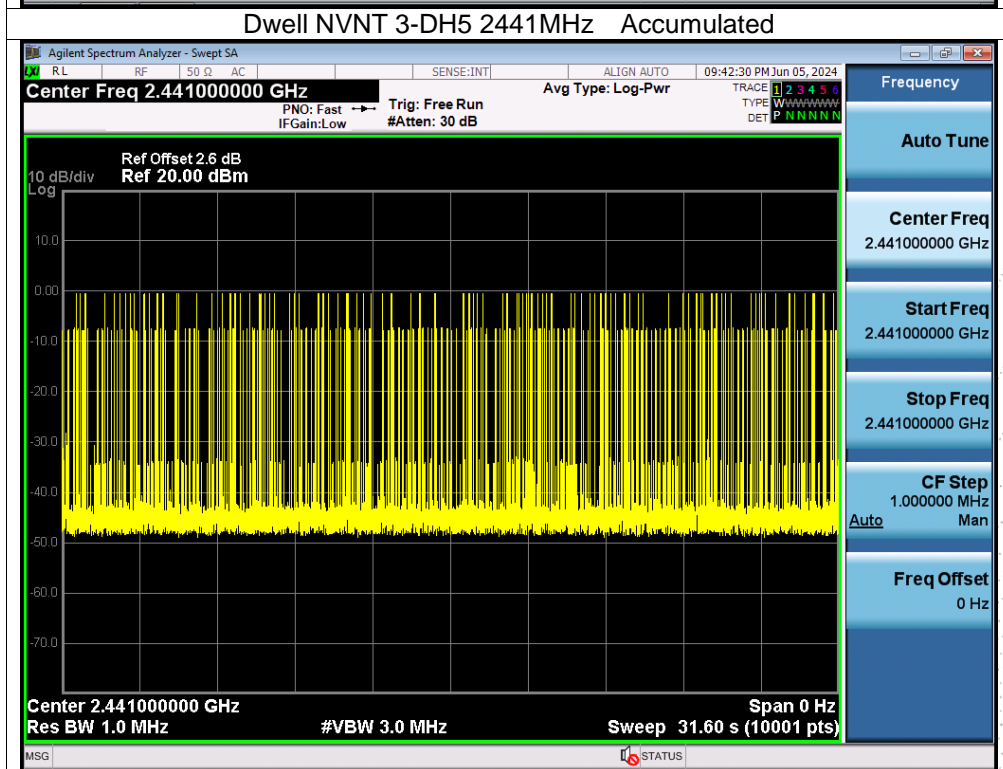 Dwell NVNT 3-DH5 2441MHz Accumulated
Agilent Spectrum Analyzer - Swept SA
LXI RL RF 50 Ω AC SENSE:INT ALIGN AUTO 09:42:30 PM Jun 05, 2024
Center Freq 2.441000000 GHz Avg Type: Log-Pwr TRACE 1 2 3 4 5 6
PNO: Fast Trig: Free Run TYPE WWWWWW
IFGain:Low #Atten: 30 dB DET P N N N N N
Frequency
Auto Tune
Ref Offset 2.6 dB
10 dB/div Ref 20.00 dBm
Log
10.0
0.00
-10.0
-20.0
-30.0
-40.0
-50.0
-60.0
-70.0
Center Freq
2.441000000 GHz
Start Freq
2.441000000 GHz
Stop Freq
2.441000000 GHz
CF Step
1.000000 MHz
Auto Man
Freq Offset
0 Hz
Center 2.441000000 GHz Span 0 Hz
Res BW 1.0 MHz #VBW 3.0 MHz Sweep 31.60 s (10001 pts)
MSG STATUS